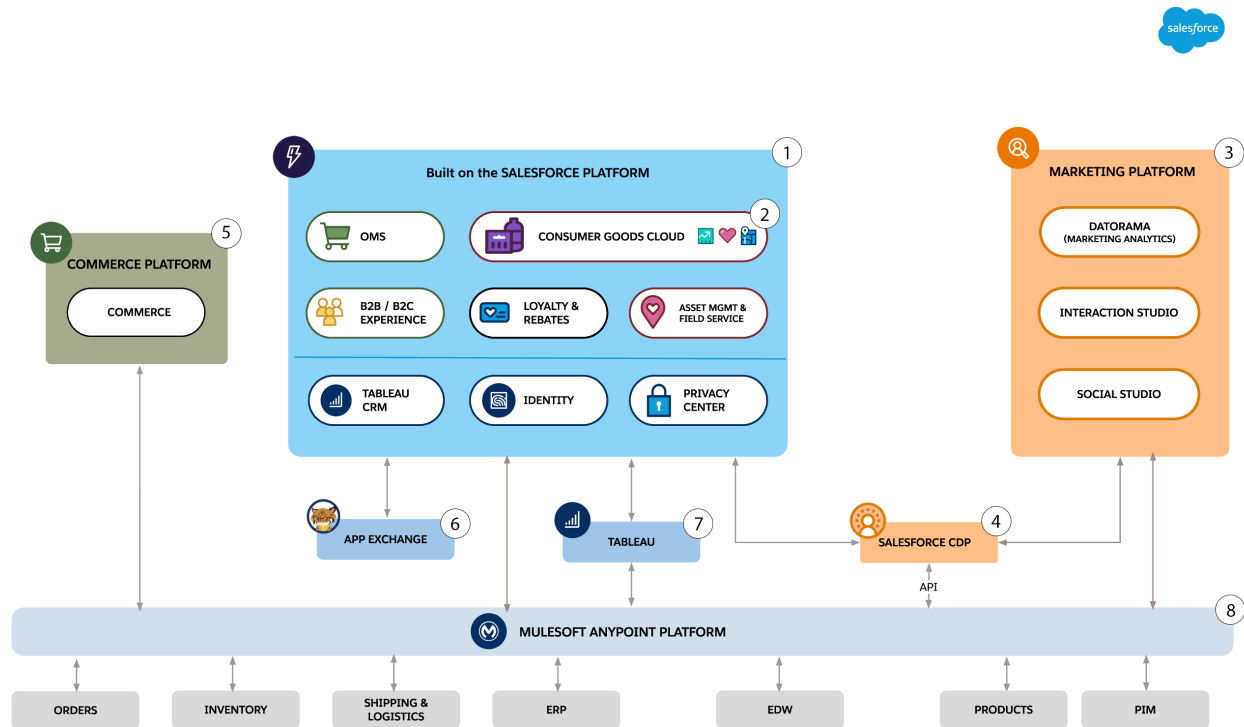 salesforce
1
Built on the SALESFORCE PLATFORM
2
OMS
CONSUMER GOODS CLOUD
B2B / B2C
EXPERIENCE
LOYALTY &
REBATES
ASSET MGMT &
FIELD SERVICE
TABLEAU
CRM
IDENTITY
PRIVACY
CENTER
3
MARKETING PLATFORM
DATORAMA
(MARKETING ANALYTICS)
INTERACTION STUDIO
SOCIAL STUDIO
5
COMMERCE PLATFORM
COMMERCE
6
APP EXCHANGE
7
TABLEAU
4
SALESFORCE CDP
API
8
MULESOFT ANYPOINT PLATFORM
ORDERS
INVENTORY
SHIPPING &
LOGISTICS
ERP
EDW
PRODUCTS
PIM